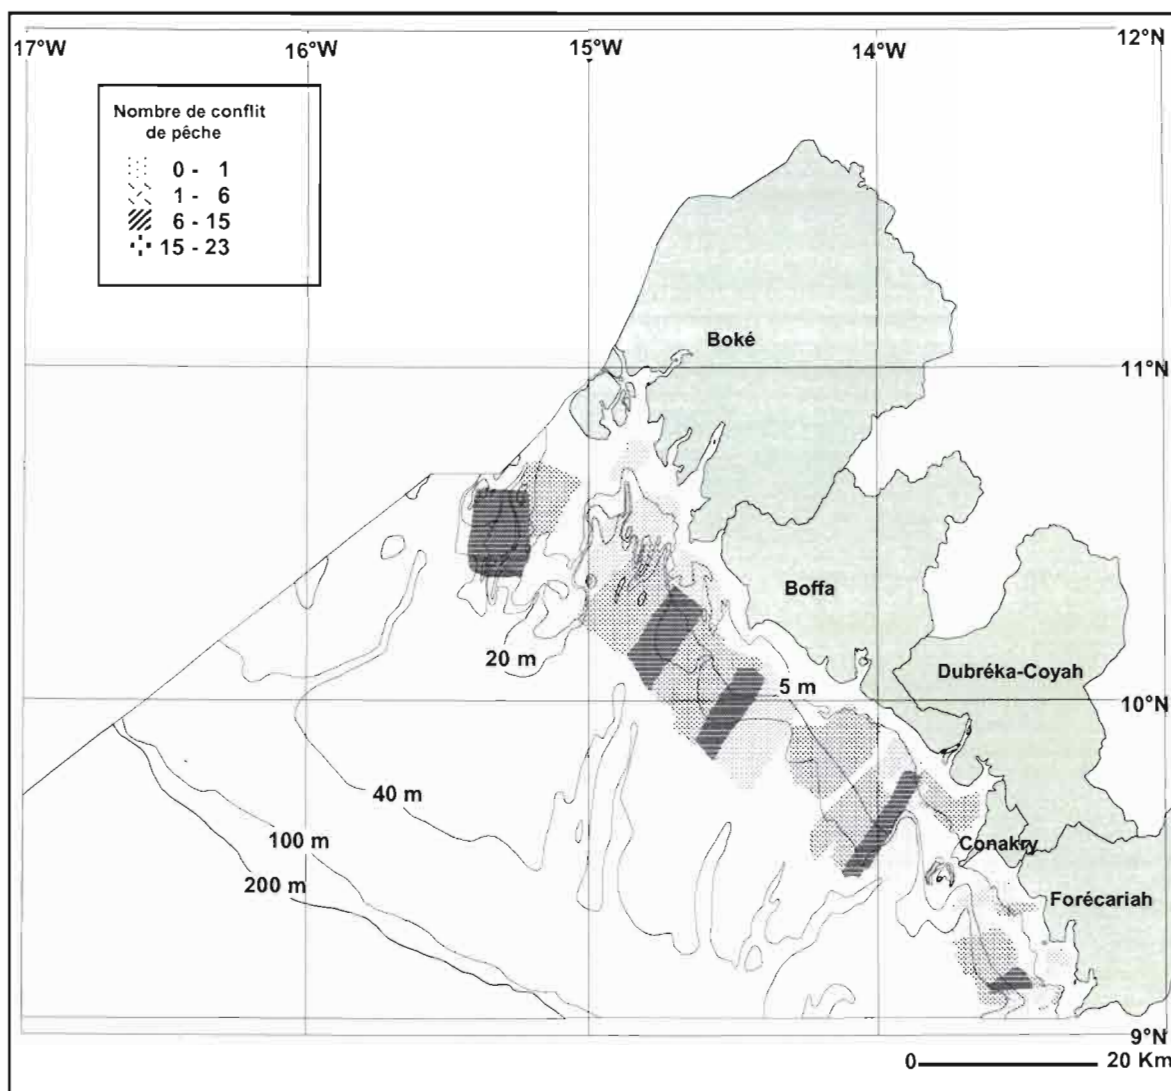 17°W
16°W
15°W
14°W
12°N
Nombre de conflit
de pêche
0 - 1
1 - 6
6 - 15
15 - 23
Boké
11°N
Boffa
20 m
5 m
Dubréka-Coyah
10°N
40 m
100 m
200 m
Conakry
Forécariah
9°N
0
20 Km